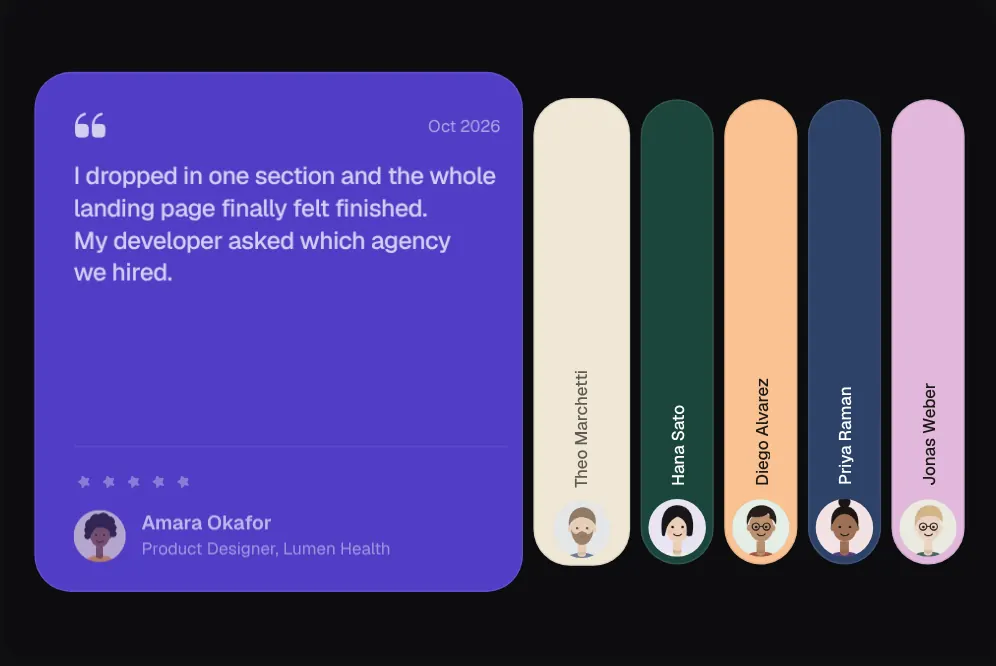 Oct 2026
I dropped in one section and the whole
landing page finally felt finished.
My developer asked which agency
we hired.
Amara Okafor
Product Designer, Lumen Health
Theo Marchetti
Hana Sato
Diego Alvarez
Priya Raman
Jonas Weber